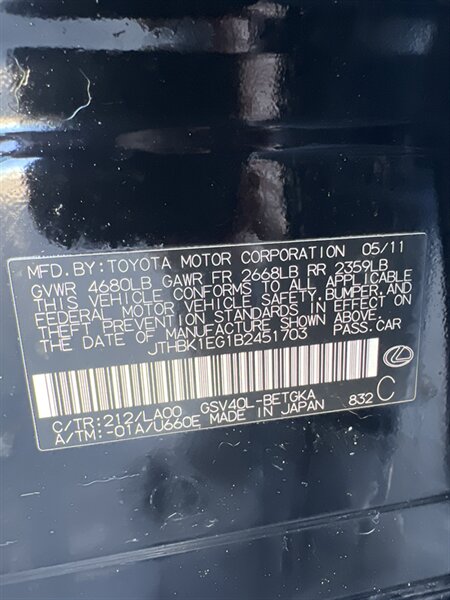 MFD.BY:TOYOTA MOTOR CORPORATION 05/11
GVWR 4680LB GAWR FR 2668LB RR 2359LB
THIS VEHICLE CONFORMS TO ALL APPLICABLE
FEDERAL MOTOR VEHICLE SAFETY,BUMPER,AND
THEFT PREVENTION STANDARDS IN EFFECT ON
THE DATE OF MANUFACTURE SHOWN ABOVE.
JTHBK1EG1B2451703 PASS.CAR
C/TR:212/LA00 GSV40L-BETGKA 832 C
A/TM:-01A/U660E MADE IN JAPAN